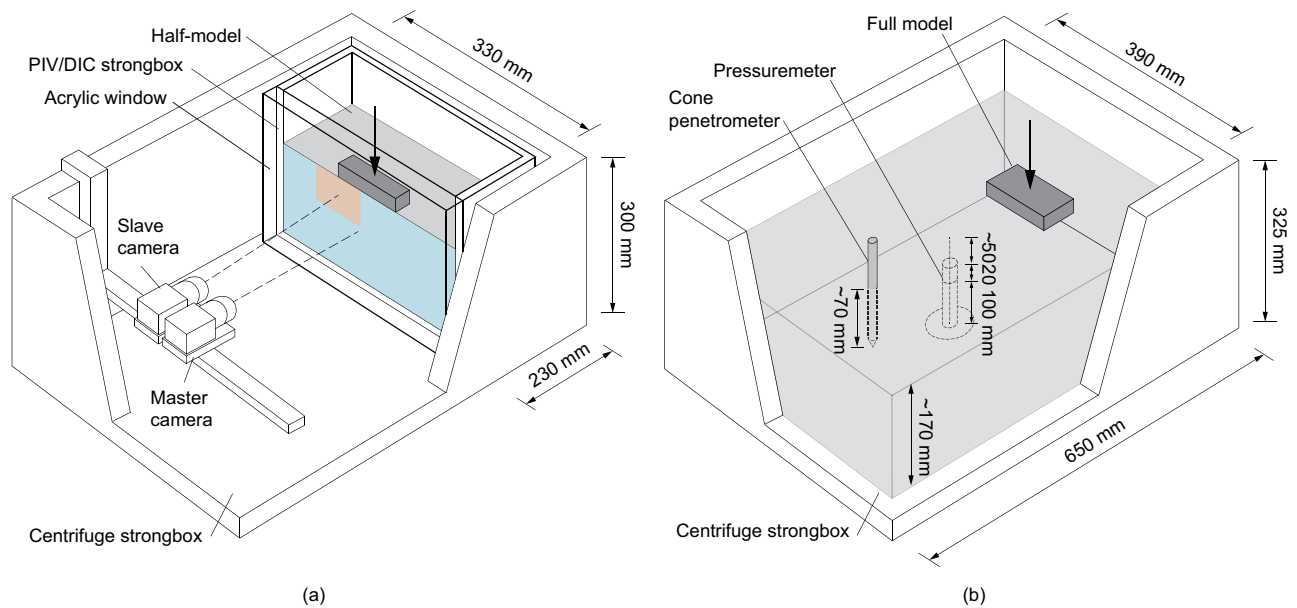 Half-model
PIV/DIC strongbox
Acrylic window
330 mm
300 mm
230 mm
Slave
camera
Master
camera
Centrifuge strongbox
(a)
Full model
Pressuremeter
Cone
penetrometer
390 mm
325 mm
~5020 100 mm
~70 mm
~170 mm
650 mm
Centrifuge strongbox
(b)